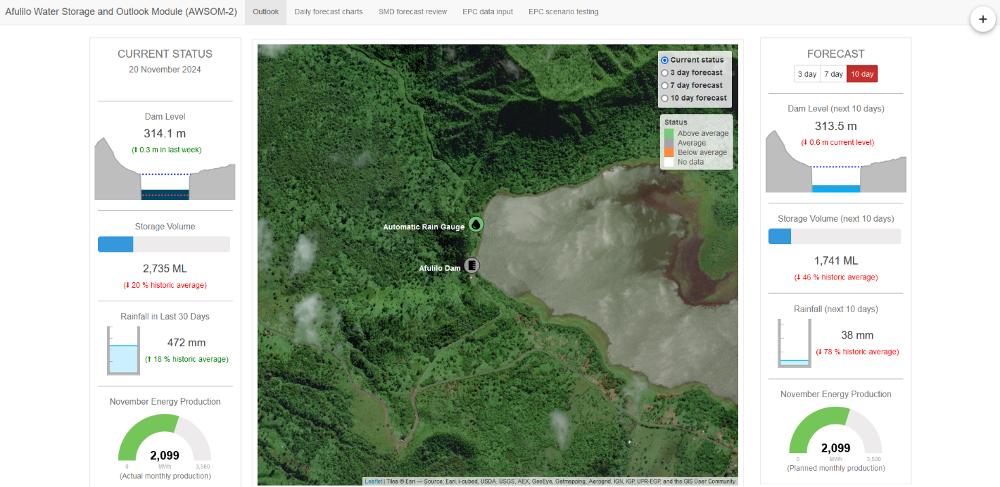 Afulilo Water Storage and Outlook Module (AWSOM-2)
Outlook
Daily forecast charts
SMD forecast review
EPC data input
EPC scenario testing
+
CURRENT STATUS
20 November 2024
Dam Level
314.1 m
(⬆ 0.3 m in last week)
Storage Volume
2,735 ML
(⬇ 20 % historic average)
Rainfall in Last 30 Days
472 mm
(⬆ 18 % historic average)
November Energy Production
2,099
0 MWh 3,500
(Actual monthly production)
Current status
3 day forecast
7 day forecast
10 day forecast
Status
Above average
Average
Below average
No data
Automatic Rain Gauge
Afulilo Dam
Leaflet | Tiles © Esri — Source: Esri, i-cubed, USDA, USGS, AEX, GeoEye, Getmapping, Aerogrid, IGN, IGP, UPR-EGP, and the GIS User Community
FORECAST
3 day 7 day 10 day
Dam Level (next 10 days)
313.5 m
(⬇ 0.6 m current level)
Storage Volume (next 10 days)
1,741 ML
(⬇ 46 % historic average)
Rainfall (next 10 days)
38 mm
(⬇ 78 % historic average)
November Energy Production
2,099
0 MWh 3,500
(Planned monthly production)